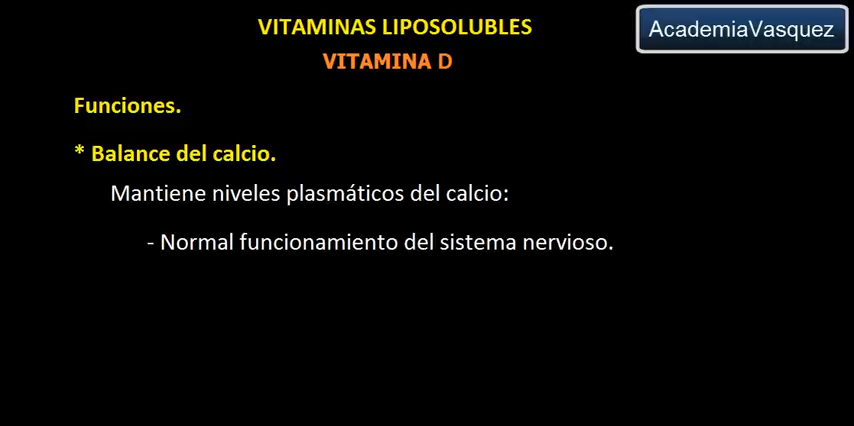 VITAMINAS LIPOSOLUBLES
AcademiaVasquez
VITAMINA D
Funciones.
* Balance del calcio.
Mantiene niveles plasmáticos del calcio:
- Normal funcionamiento del sistema nervioso.